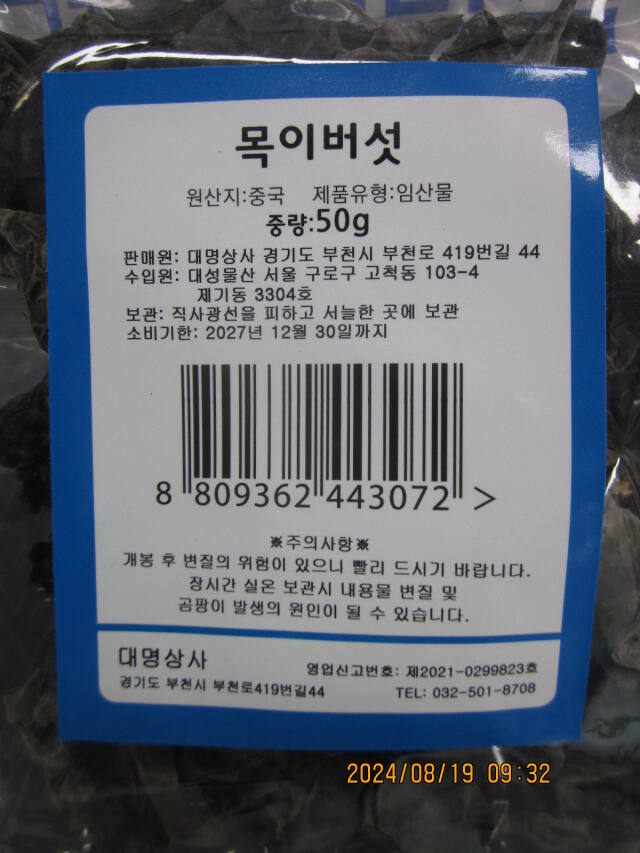 목이버섯
원산지:중국 제품유형:임산물
중량:50g
판매원: 대명상사 경기도 부천시 부천로 419번길 44
수입원: 대성물산 서울 구로구 고척동 103-4
제기동 3304호
보관: 직사광선을 피하고 서늘한 곳에 보관
소비기한: 2027년 12월 30일까지
8 809362 443072 >
※주의사항※
개봉 후 변질의 위험이 있으니 빨리 드시기 바랍니다.
장시간 실온 보관시 내용물 변질 및
곰팡이 발생의 원인이 될 수 있습니다.
대명상사
영업신고번호: 제2021-0299823호
경기도 부천시 부천로419번길44
TEL: 032-501-8708
2024/08/19 09:32